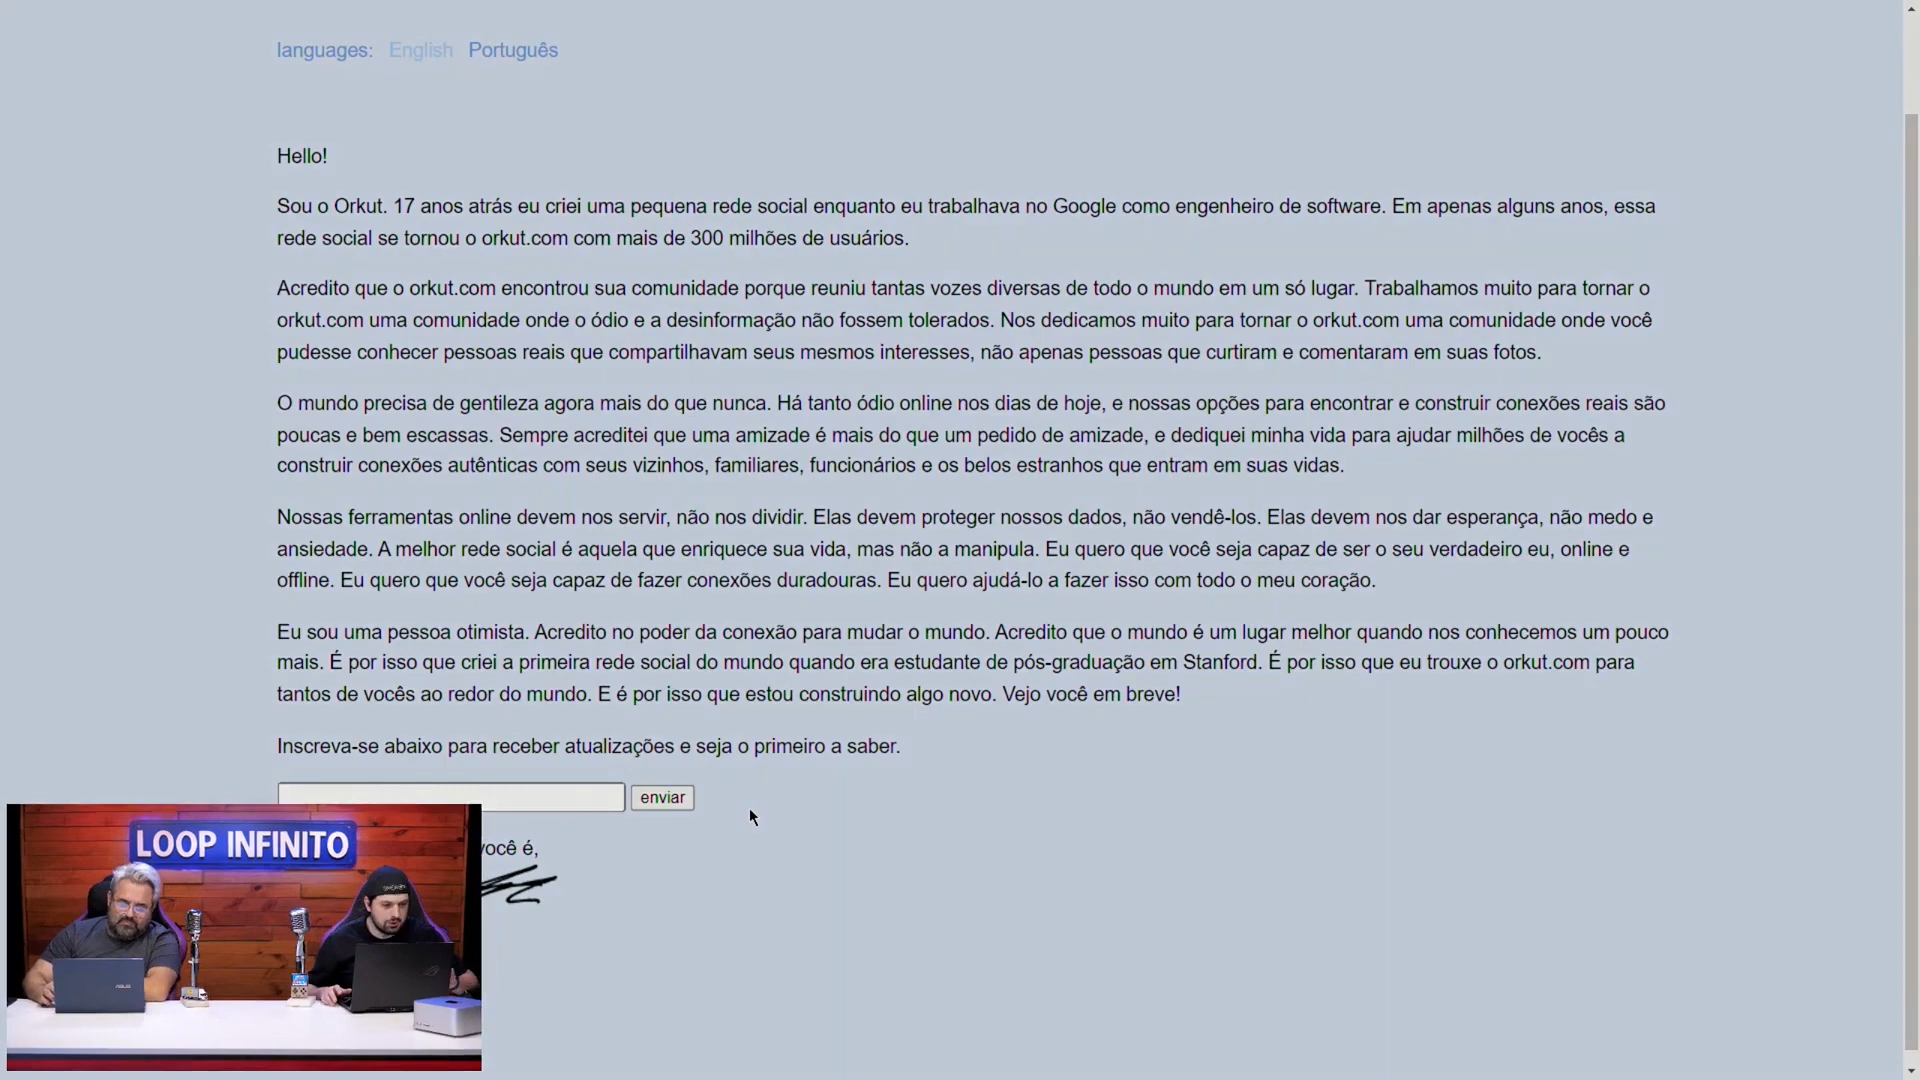 languages: English Português
Hello!
Sou o Orkut. 17 anos atrás eu criei uma pequena rede social enquanto eu trabalhava no Google como engenheiro de software. Em apenas alguns anos, essa
rede social se tornou o orkut.com com mais de 300 milhões de usuários.
Acredito que o orkut.com encontrou sua comunidade porque reuniu tantas vozes diversas de todo o mundo em um só lugar. Trabalhamos muito para tornar o
orkut.com uma comunidade onde o ódio e a desinformação não fossem tolerados. Nos dedicamos muito para tornar o orkut.com uma comunidade onde você
pudesse conhecer pessoas reais que compartilhavam seus mesmos interesses, não apenas pessoas que curtiram e comentaram em suas fotos.
O mundo precisa de gentileza agora mais do que nunca. Há tanto ódio online nos dias de hoje, e nossas opções para encontrar e construir conexões reais são
poucas e bem escassas. Sempre acreditei que uma amizade é mais do que um pedido de amizade, e dediquei minha vida para ajudar milhões de vocês a
construir conexões autênticas com seus vizinhos, familiares, funcionários e os belos estranhos que entram em suas vidas.
Nossas ferramentas online devem nos servir, não nos dividir. Elas devem proteger nossos dados, não vendê-los. Elas devem nos dar esperança, não medo e
ansiedade. A melhor rede social é aquela que enriquece sua vida, mas não a manipula. Eu quero que você seja capaz de ser o seu verdadeiro eu, online e
offline. Eu quero que você seja capaz de fazer conexões duradouras. Eu quero ajudá-lo a fazer isso com todo o meu coração.
Eu sou uma pessoa otimista. Acredito no poder da conexão para mudar o mundo. Acredito que o mundo é um lugar melhor quando nos conhecemos um pouco
mais. É por isso que criei a primeira rede social do mundo quando era estudante de pós-graduação em Stanford. É por isso que eu trouxe o orkut.com para
tantos de vocês ao redor do mundo. E é por isso que estou construindo algo novo. Vejo você em breve!
Inscreva-se abaixo para receber atualizações e seja o primeiro a saber.
enviar
você é,
LOOP INFINITO
ASUS